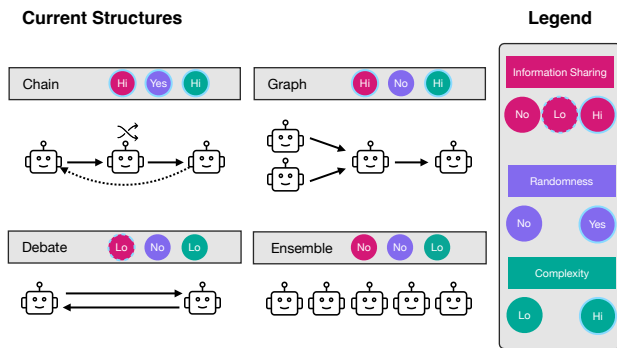 Current Structures
Legend
Chain Hi Yes Hi
Graph Hi No Hi
Information Sharing
No Lo Hi
Randomness
No Yes
Debate Lo No Lo
Ensemble No No Lo
Complexity
Lo Hi